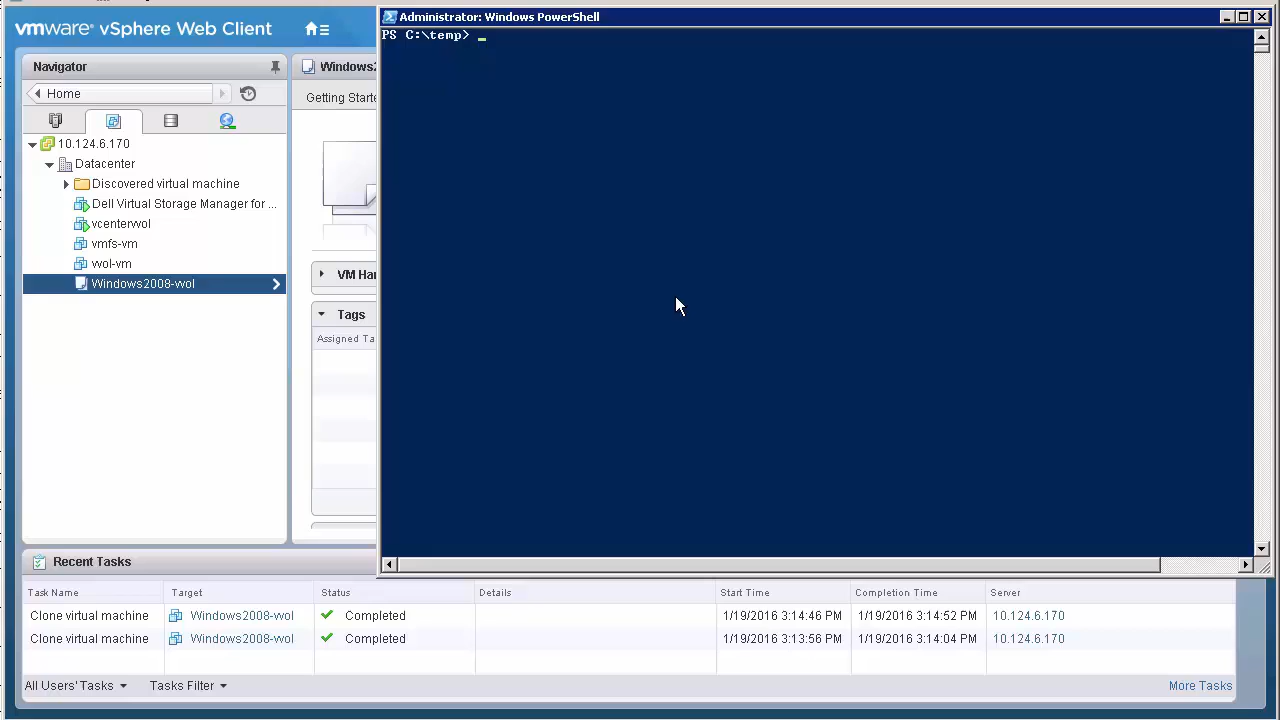 vmware® vSphere Web Client
Administrator: Windows PowerShell
PS C:\temp>
Navigator
Home
10.124.6.170
Datacenter
Discovered virtual machine
Dell Virtual Storage Manager for ...
vcenterwol
vmfs-vm
wol-vm
Windows2008-wol
Windows2
Getting Starte
VM Har
Tags
Assigned Ta
Recent Tasks
Task Name Target Status Details Start Time Completion Time Server
Clone virtual machine Windows2008-wol Completed 1/19/2016 3:14:46 PM 1/19/2016 3:14:52 PM 10.124.6.170
Clone virtual machine Windows2008-wol Completed 1/19/2016 3:13:56 PM 1/19/2016 3:14:04 PM 10.124.6.170
All Users' Tasks Tasks Filter More Tasks